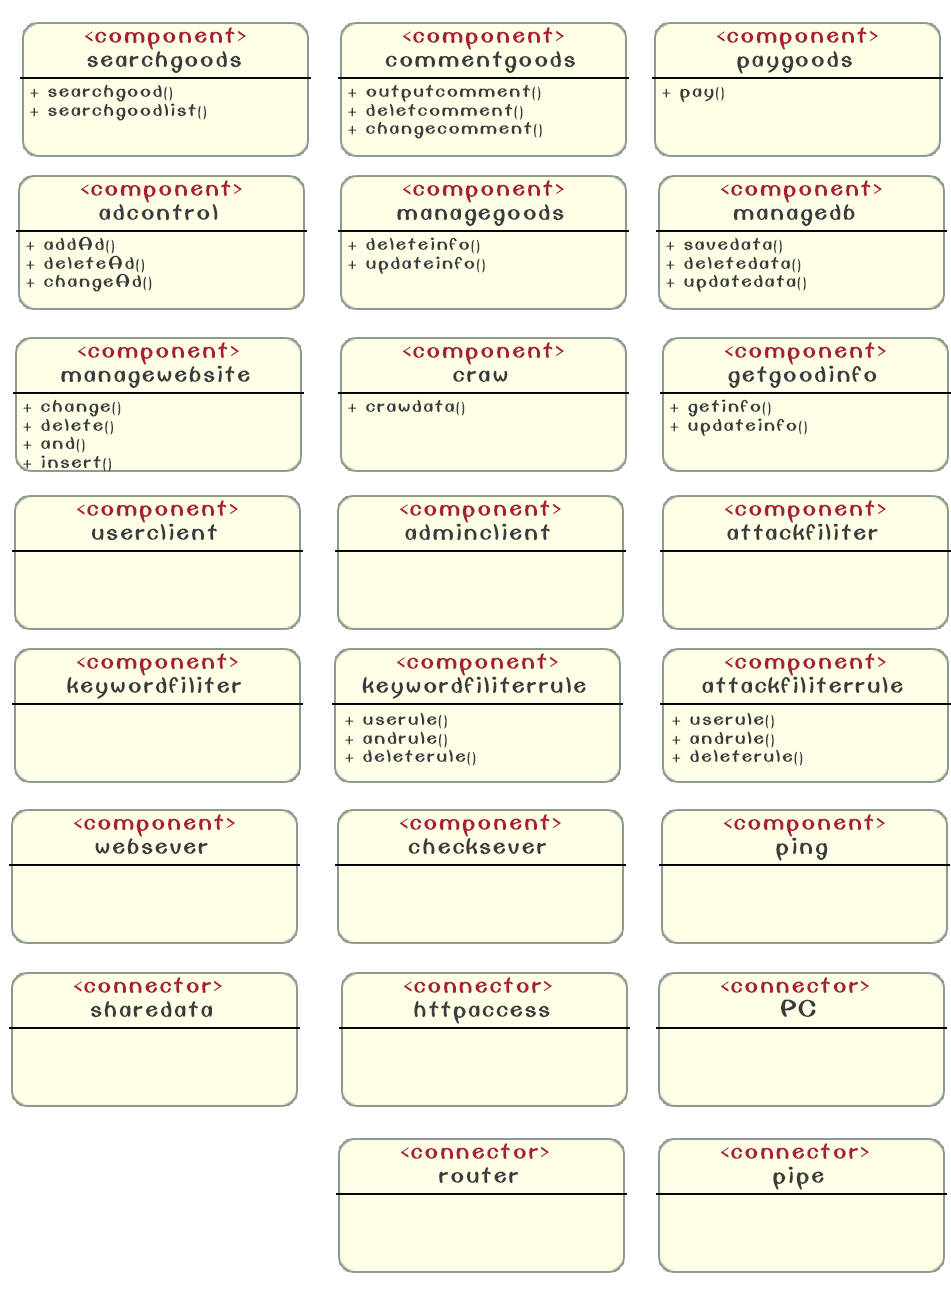 <component>
searchgoods
+ searchgood()
+ searchgoodlist()
<component>
commentgoods
+ outputcomment()
+ deletcomment()
+ changecomment()
<component>
paygoods
+ pay()
<component>
adcontrol
+ addAd()
+ deleteAd()
+ changeAd()
<component>
managegoods
+ deleteinfo()
+ updateinfo()
<component>
managedb
+ savedata()
+ deletedata()
+ updatedata()
<component>
managewebsite
+ change()
+ delete()
+ and()
+ insert()
<component>
craw
+ crawdata()
<component>
getgoodinfo
+ getinfo()
+ updateinfo()
<component>
userclient
<component>
adminclient
<component>
attackfiliter
<component>
keywordfiliter
<component>
keywordfiliterrule
+ userule()
+ andrule()
+ deleterule()
<component>
attackfiliterrule
+ userule()
+ andrule()
+ deleterule()
<component>
websever
<component>
checksever
<component>
ping
<connector>
sharedata
<connector>
httpaccess
<connector>
PC
<connector>
router
<connector>
pipe